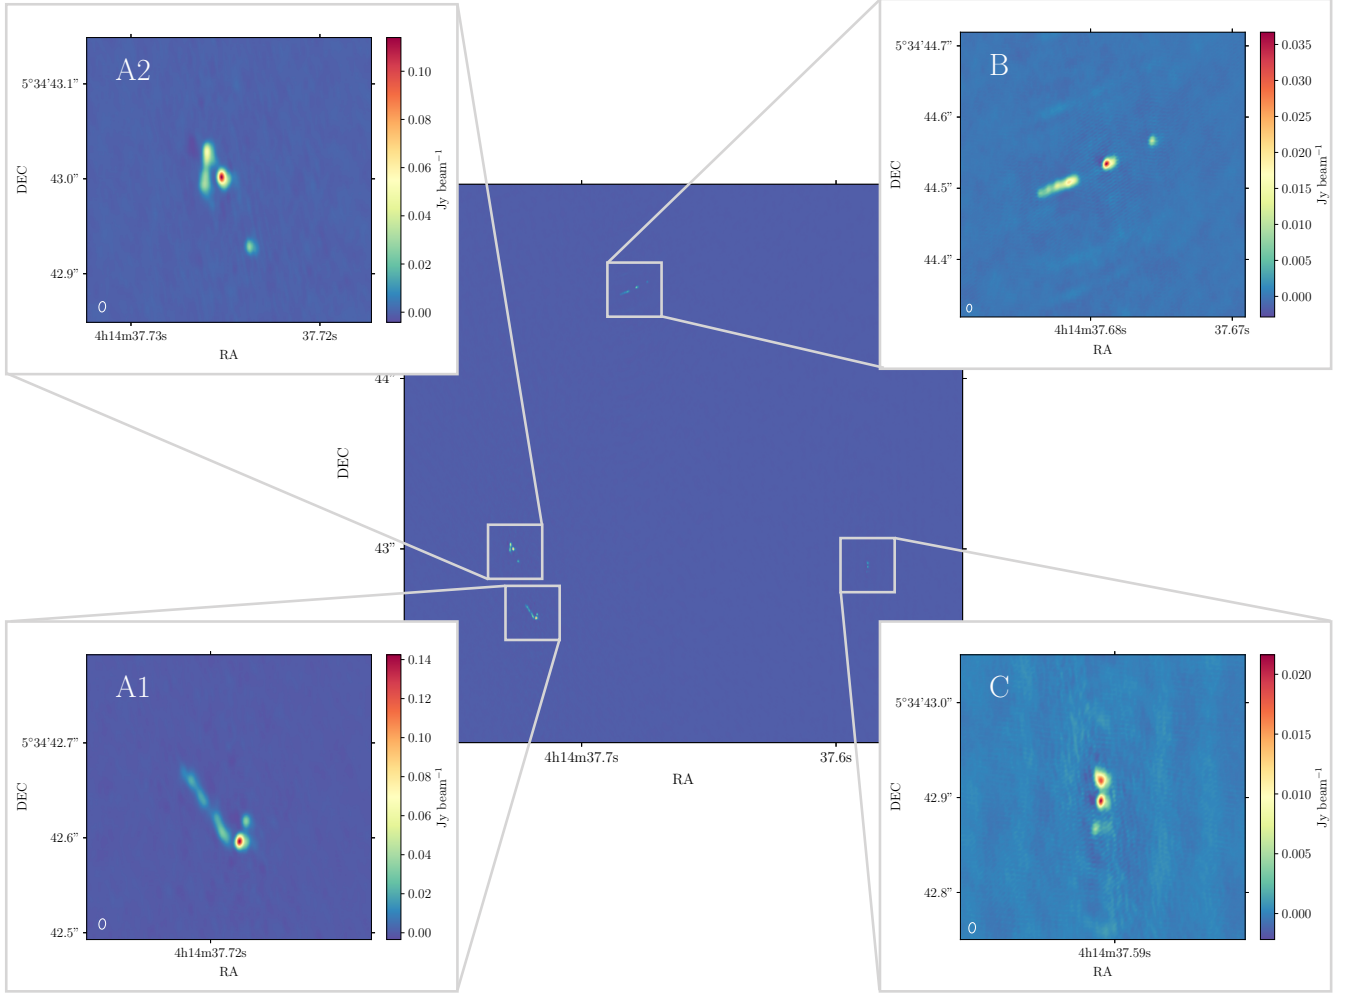 A2
5°34'43.1"
43.0"
42.9"
DEC
4h14m37.73s
37.72s
RA
0.10
0.08
0.06
0.04
0.02
0.00
Jy beam⁻¹
B
5°34'44.7"
44.6"
44.5"
44.4"
DEC
4h14m37.68s
37.67s
RA
0.035
0.030
0.025
0.020
0.015
0.010
0.005
0.000
Jy beam⁻¹
44"
43"
DEC
4h14m37.7s
37.6s
RA
A1
5°34'42.7"
42.6"
42.5"
DEC
4h14m37.72s
RA
0.14
0.12
0.10
0.08
0.06
0.04
0.02
0.00
Jy beam⁻¹
C
5°34'43.0"
42.9"
42.8"
DEC
4h14m37.59s
RA
0.020
0.015
0.010
0.005
0.000
Jy beam⁻¹